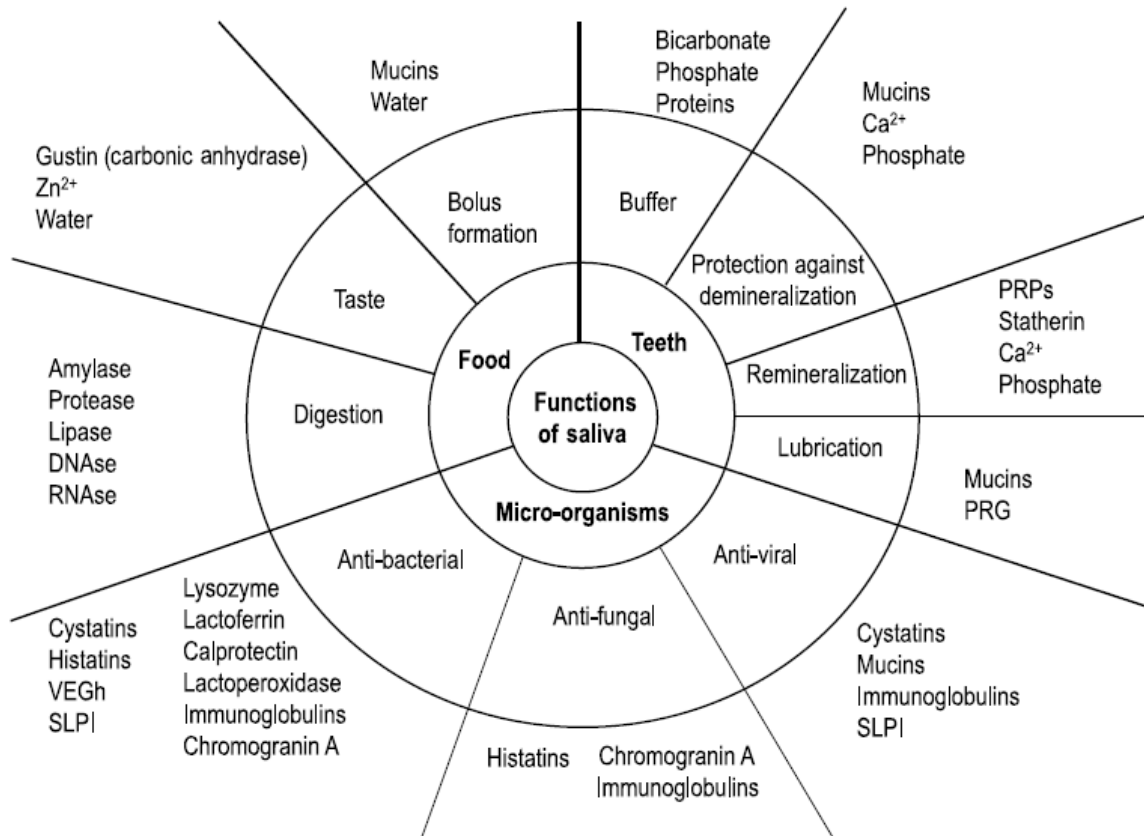 Functions
of saliva
Teeth
Buffer
Bicarbonate
Phosphate
Proteins
Protection against
demineralization
Mucins
Ca²⁺
Phosphate
Remineralization
PRPs
Statherin
Ca²⁺
Phosphate
Lubrication
Mucins
PRG
Micro-organisms
Anti-viral
Cystatins
Mucins
Immunoglobulins
SLPI
Anti-fungal
Histatins
Chromogranin A
Immunoglobulins
Anti-bacterial
Lysozyme
Lactoferrin
Calprotectin
Lactoperoxidase
Immunoglobulins
Chromogranin A
Cystatins
Histatins
VEGh
SLPI
Food
Digestion
Amylase
Protease
Lipase
DNAse
RNAse
Taste
Gustin (carbonic anhydrase)
Zn²⁺
Water
Bolus
formation
Mucins
Water